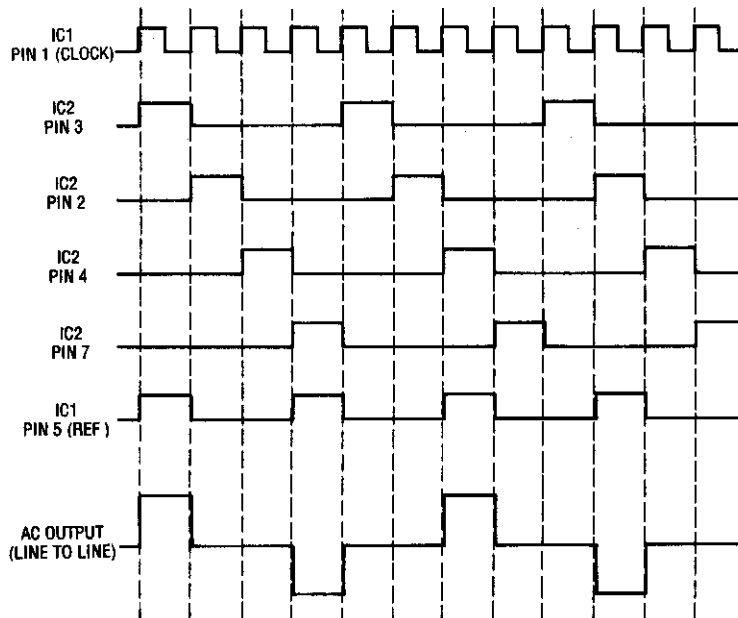 IC1
PIN 1 (CLOCK)
IC2
PIN 3
IC2
PIN 2
IC2
PIN 4
IC2
PIN 7
IC1
PIN 5 (REF )
AC OUTPUT
(LINE TO LINE)